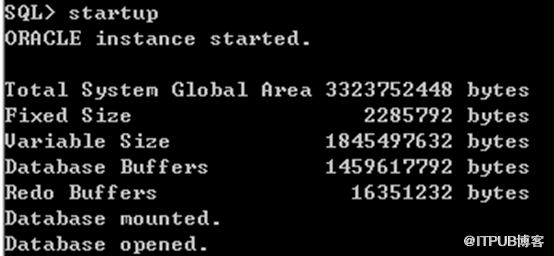 SQL> startup
ORACLE instance started.
Total System Global Area 3323752448 bytes
Fixed Size 2285792 bytes
Variable Size 1845497632 bytes
Database Buffers 1459617792 bytes
Redo Buffers 16351232 bytes
Database mounted.
Database opened.
@ITPUB博客